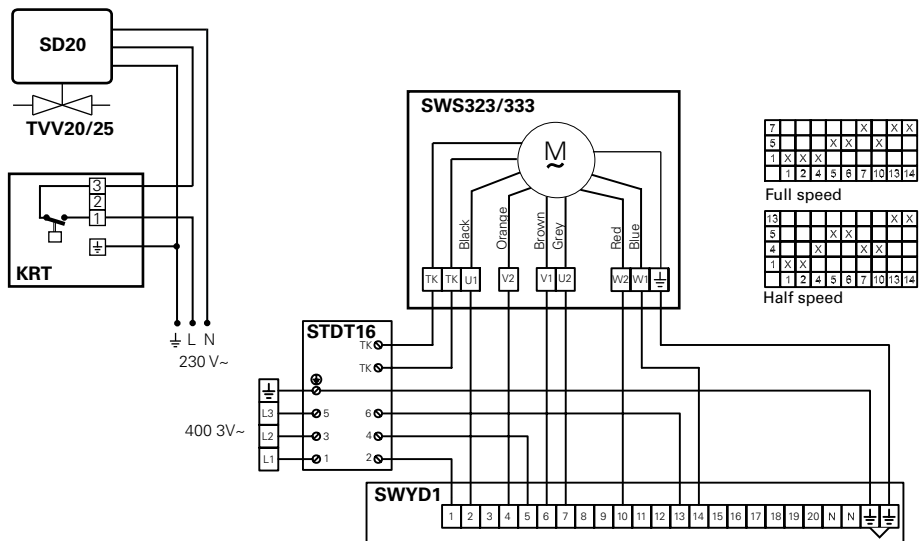 SD20
TVV20/25
3
2
1
KRT
L N
230 V~
SWS323/333
M
~
Black
Orange
Brown
Grey
Red
Blue
TK TK U1 V2 V1 U2 W2 W1
7 X X X
5 X X X
1 X X X
1 2 4 5 6 7 10 13 14
Full speed
13 X X
5 X X
4 X X X
1 X X
1 2 4 5 6 7 10 13 14
Half speed
STDT16
TK
TK
400 3V~
L3 5 6
L2 3 4
L1 1 2
SWYD1
1 2 3 4 5 6 7 8 9 10 11 12 13 14 15 16 17 18 19 20 N N